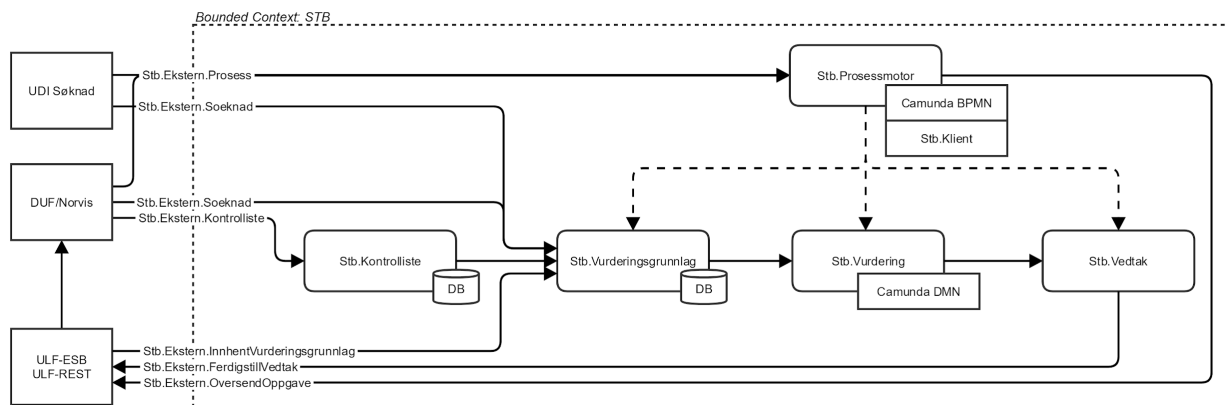 Bounded Context: STB
UDI Søknad
Stb.Ekstern.Prosess
Stb.Prosessmotor
Camunda BPMN
Stb.Klient
Stb.Ekstern.Soeknad
DUF/Norvis
Stb.Ekstern.Soeknad
Stb.Ekstern.Kontrolliste
Stb.Kontrolliste
DB
Stb.Vurderingsgrunnlag
DB
Stb.Vurdering
Camunda DMN
Stb.Vedtak
ULF-ESB
ULF-REST
Stb.Ekstern.InnhentVurderingsgrunnlag
Stb.Ekstern.FerdigstillVedtak
Stb.Ekstern.OversendOppgave